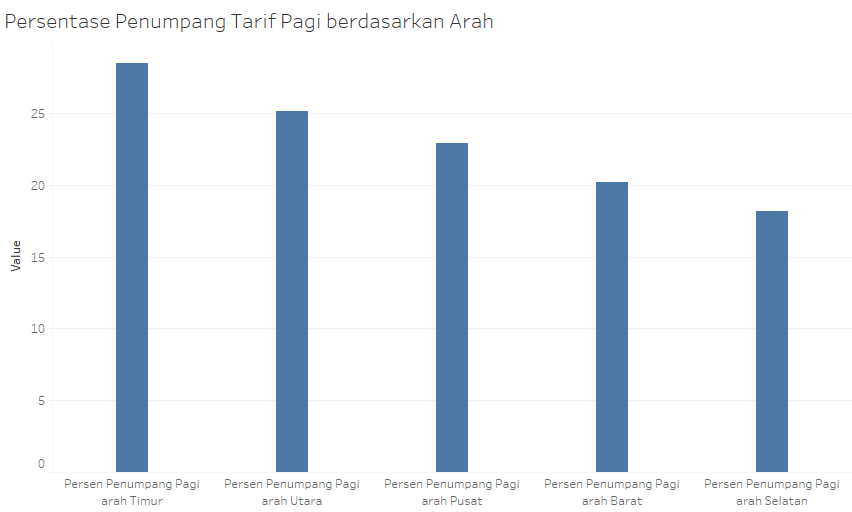 Persentase Penumpang Tarif Pagi berdasarkan Arah
Value
25
20
15
10
5
0
Persen Penumpang Pagi
arah Timur
Persen Penumpang Pagi
arah Utara
Persen Penumpang Pagi
arah Pusat
Persen Penumpang Pagi
arah Barat
Persen Penumpang Pagi
arah Selatan